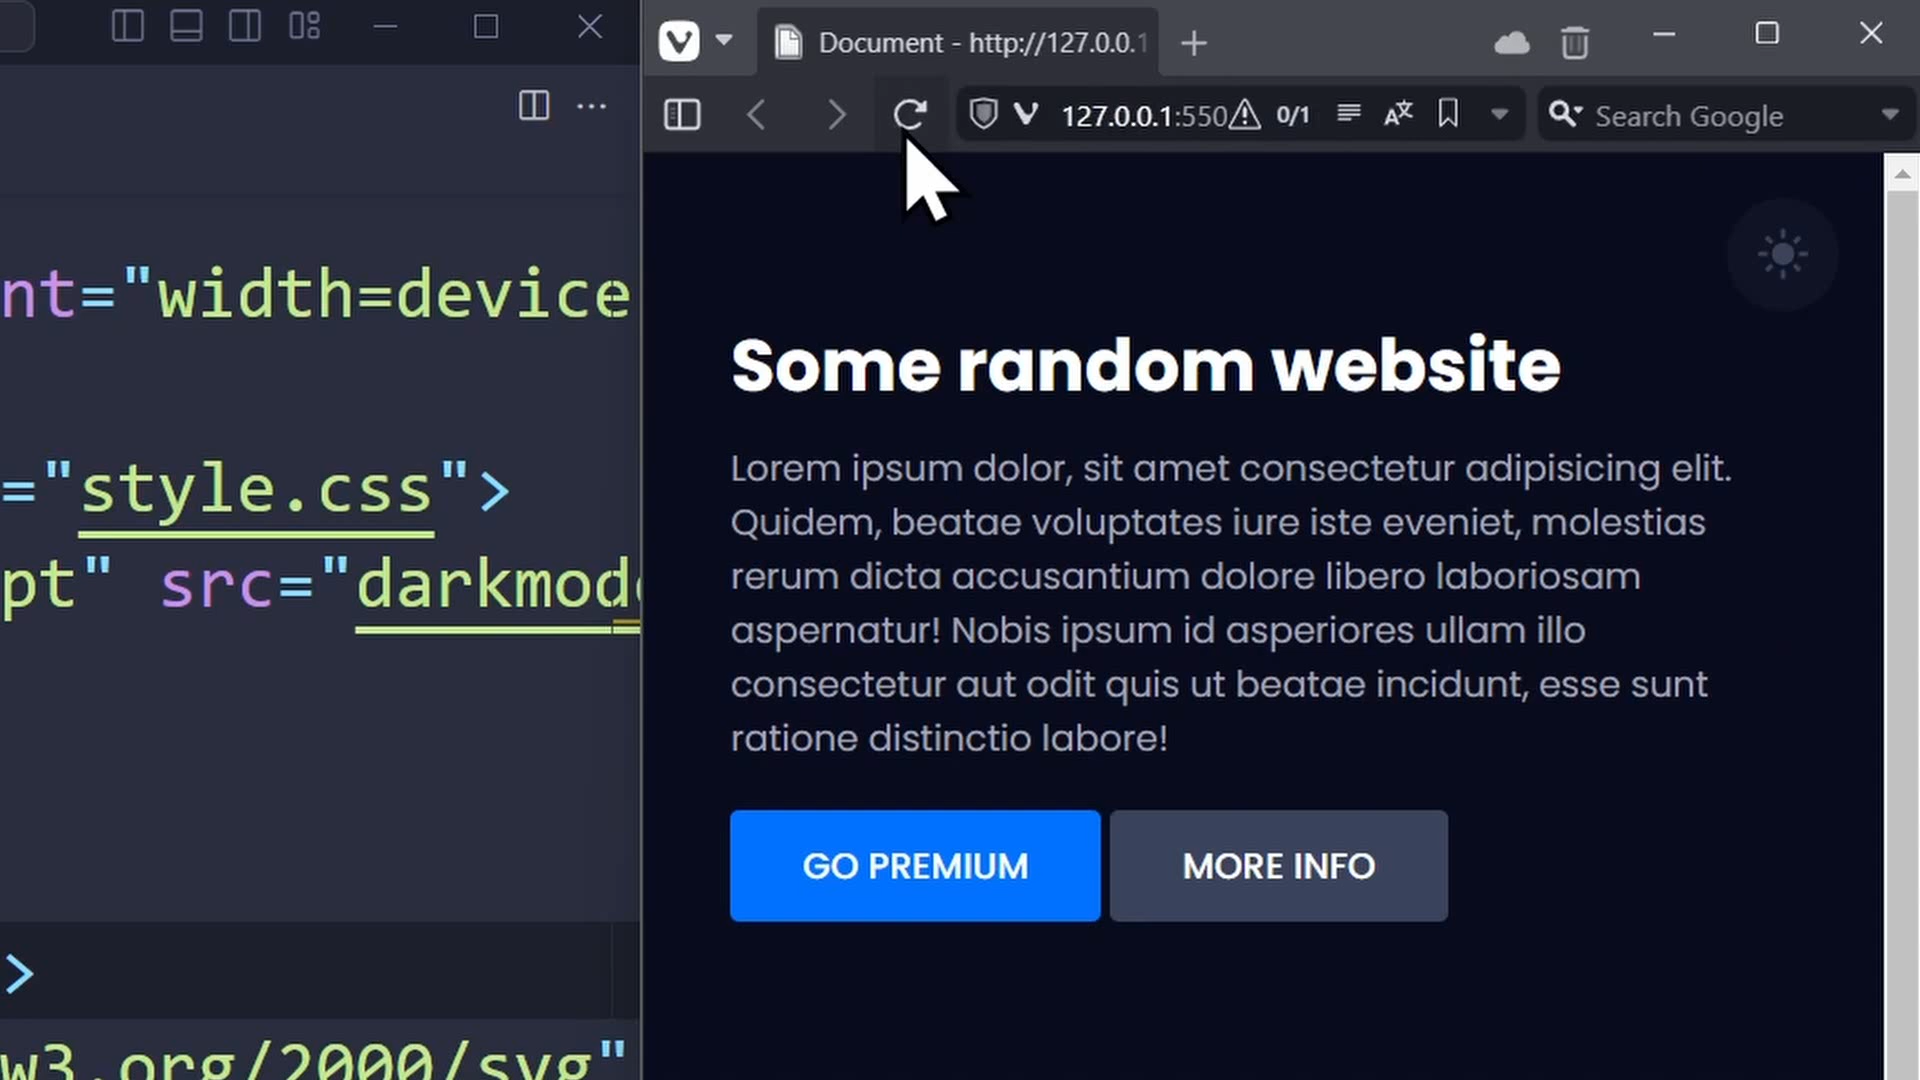 nt="width=device
="style.css">
pt" src="darkmod
>
w3.org/2000/svg"
Document - http://127.0.0.1
127.0.0.1:550
0/1
Search Google
Some random website
Lorem ipsum dolor, sit amet consectetur adipisicing elit.
Quidem, beatae voluptates iure iste eveniet, molestias
rerum dicta accusantium dolore libero laboriosam
aspernatur! Nobis ipsum id asperiores ullam illo
consectetur aut odit quis ut beatae incidunt, esse sunt
ratione distinctio labore!
GO PREMIUM
MORE INFO